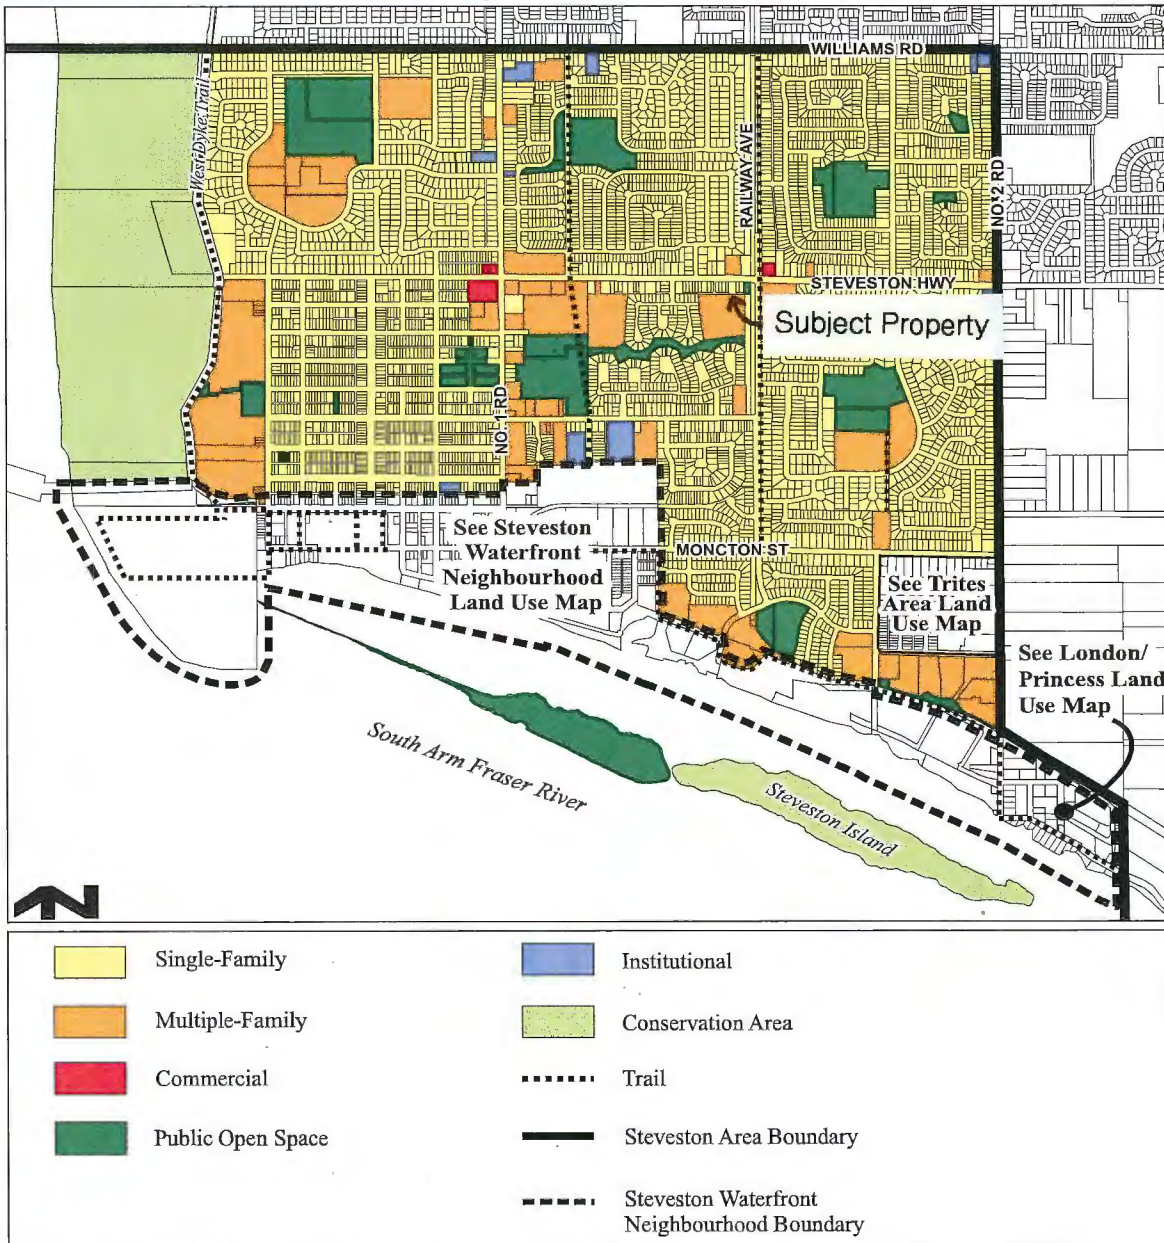 WILLIAMS RD
West Dyke Trail
RAILWAY AVE
NO. 2 RD
STEVESTON HWY
Subject Property
NO. 1 RD
See Steveston
Waterfront
Neighbourhood
Land Use Map
MONCTON ST
See Trites
Area Land
Use Map
See London/
Princess Land
Use Map
South Arm Fraser River
Steveston Island
Z
Single-Family
Multiple-Family
Commercial
Public Open Space
Institutional
Conservation Area
Trail
Steveston Area Boundary
Steveston Waterfront
Neighbourhood Boundary